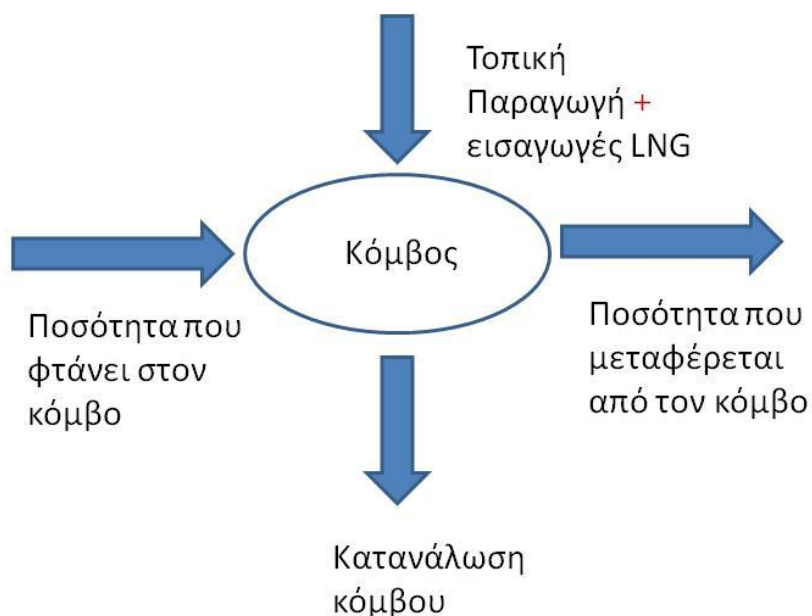 Τοπική
Παραγωγή +
εισαγωγές LNG
Κόμβος
Ποσότητα που
φτάνει στον
κόμβο
Ποσότητα που
μεταφέρεται
από τον κόμβο
Κατανάλωση
κόμβου